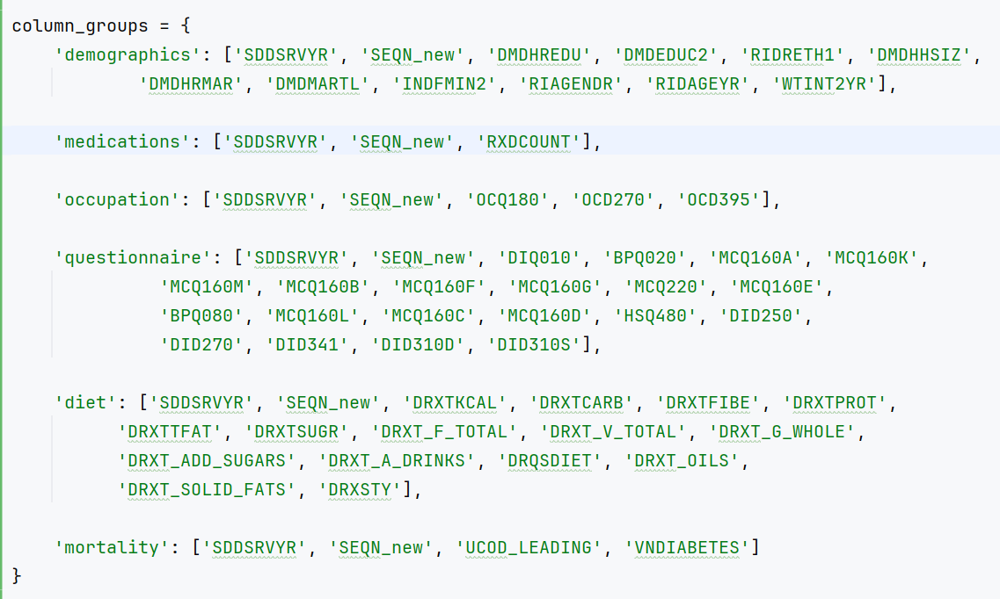 column_groups = {
    'demographics': ['SDDSRVYR', 'SEQN_new', 'DMDHREDU', 'DMDEDUC2', 'RIDRETH1', 'DMDHHSIZ',
            'DMDHRMAR', 'DMDMARTL', 'INDFMIN2', 'RIAGENDR', 'RIDAGEYR', 'WTINT2YR'],

    'medications': ['SDDSRVYR', 'SEQN_new', 'RXDCOUNT'],

    'occupation': ['SDDSRVYR', 'SEQN_new', 'OCQ180', 'OCD270', 'OCD395'],

    'questionnaire': ['SDDSRVYR', 'SEQN_new', 'DIQ010', 'BPQ020', 'MCQ160A', 'MCQ160K',
              'MCQ160M', 'MCQ160B', 'MCQ160F', 'MCQ160G', 'MCQ220', 'MCQ160E',
              'BPQ080', 'MCQ160L', 'MCQ160C', 'MCQ160D', 'HSQ480', 'DID250',
              'DID270', 'DID341', 'DID310D', 'DID310S'],

    'diet': ['SDDSRVYR', 'SEQN_new', 'DRXTKCAL', 'DRXTCARB', 'DRXTFIBE', 'DRXTPROT',
          'DRXTTFAT', 'DRXTSUGR', 'DRXT_F_TOTAL', 'DRXT_V_TOTAL', 'DRXT_G_WHOLE',
          'DRXT_ADD_SUGARS', 'DRXT_A_DRINKS', 'DRQSDIET', 'DRXT_OILS',
          'DRXT_SOLID_FATS', 'DRXSTY'],

    'mortality': ['SDDSRVYR', 'SEQN_new', 'UCOD_LEADING', 'VNDIABETES']
}